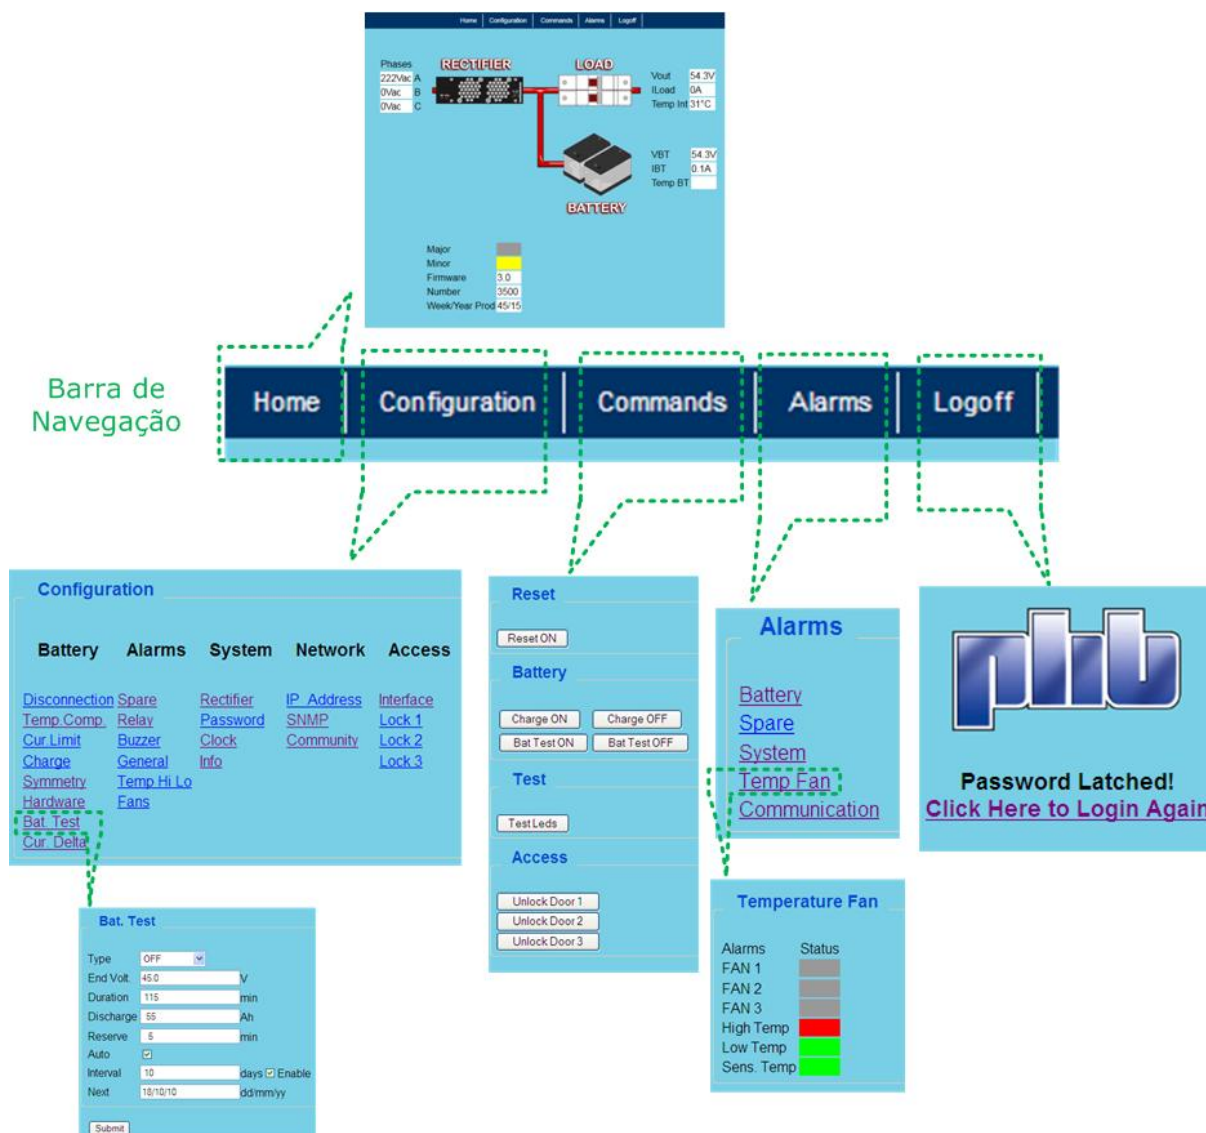 Home Configuration Commands Alarms Logoff
Phases
222Vac A
0Vac B
0Vac C
RECTIFIER
LOAD
Vout 54.3V
ILoad 0A
Temp Int 31°C
VBT 54.3V
IBT 0.1A
Temp BT
BATTERY
Major
Minor
Firmware 3.0
Number 3500
Week/Year Prod 45/15
Barra de
Navegação
Home Configuration Commands Alarms Logoff
Configuration
Battery Alarms System Network Access
Disconnection Spare Rectifier IP Address Interface
Temp.Comp. Relay Password SNMP Lock 1
Cur.Limit Buzzer Clock Community Lock 2
Charge General Info Lock 3
Symmetry Temp Hi Lo
Hardware Fans
Bat. Test
Cur. Delta
Bat. Test
Type OFF
End Volt. 45.0 V
Duration 115 min
Discharge 55 Ah
Reserve 5 min
Auto
Interval 10 days Enable
Next 18/10/10 dd/mm/yy
Submit
Reset
Reset ON
Battery
Charge ON Charge OFF
Bat Test ON Bat Test OFF
Test
Test Leds
Access
Unlock Door 1
Unlock Door 2
Unlock Door 3
Alarms
Battery
Spare
System
Temp Fan
Communication
Temperature Fan
Alarms Status
FAN 1
FAN 2
FAN 3
High Temp
Low Temp
Sens. Temp
phb
Password Latched!
Click Here to Login Again